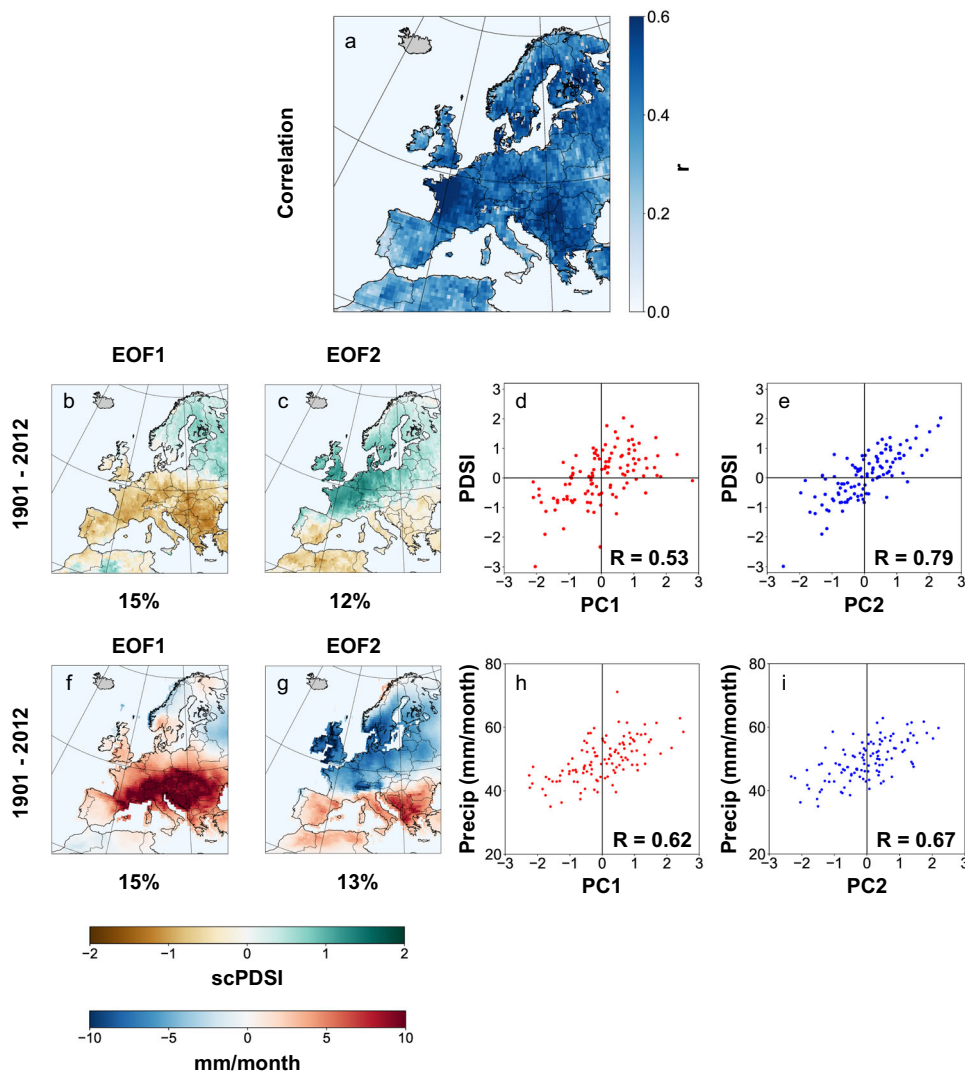 a
Correlation
0.6
0.4
0.2
0.0
r
EOF1
EOF2
1901 - 2012
b
c
d
e
PDSI
3
2
1
0
−1
−2
−3
R = 0.53
−3 −2 −1 0 1 2 3
PC1
PDSI
3
2
1
0
−1
−2
−3
R = 0.79
−3 −2 −1 0 1 2 3
PC2
15%
12%
EOF1
EOF2
1901 - 2012
f
g
h
i
Precip (mm/month)
80
60
40
20
R = 0.62
−3 −2 −1 0 1 2 3
PC1
Precip (mm/month)
80
60
40
20
R = 0.67
−3 −2 −1 0 1 2 3
PC2
15%
13%
−2 −1 0 1 2
scPDSI
−10 −5 0 5 10
mm/month